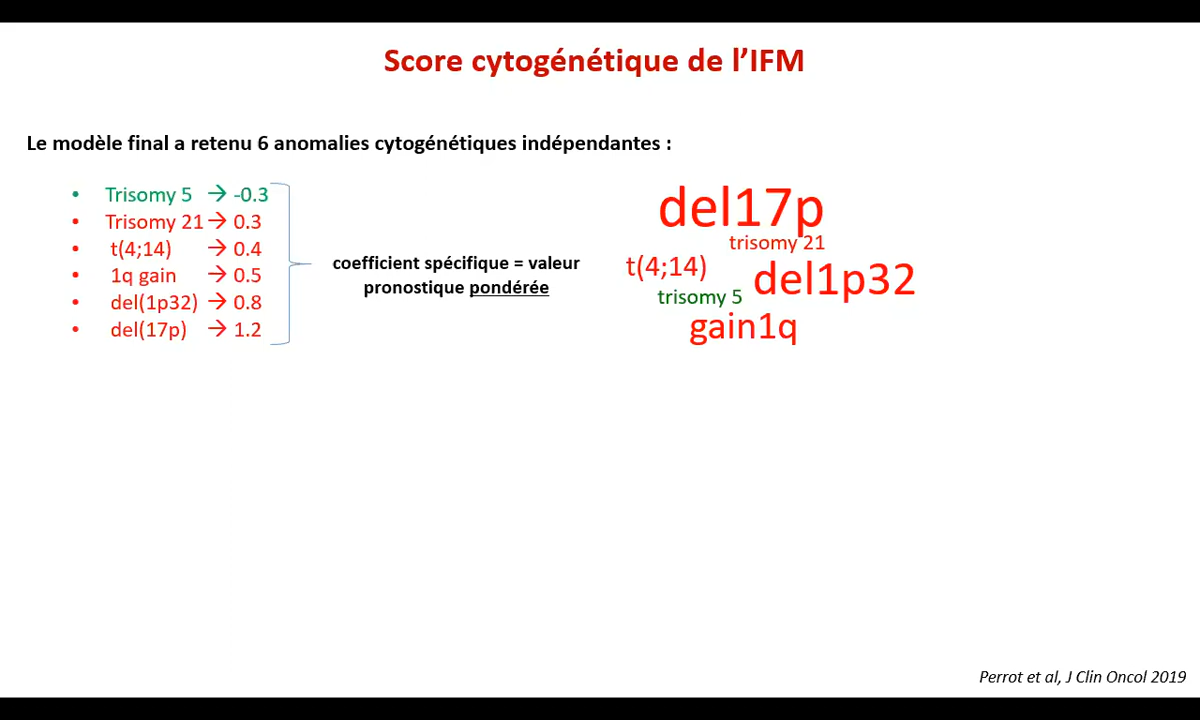 Score cytogénétique de l'IFM
Le modèle final a retenu 6 anomalies cytogénétiques indépendantes :
• Trisomy 5 → -0.3
• Trisomy 21 → 0.3
• t(4;14) → 0.4
• 1q gain → 0.5
• del(1p32) → 0.8
• del(17p) → 1.2
coefficient spécifique = valeur
pronostique pondérée
del17p
trisomy 21
t(4;14)
del1p32
trisomy 5
gain1q
Perrot et al, J Clin Oncol 2019